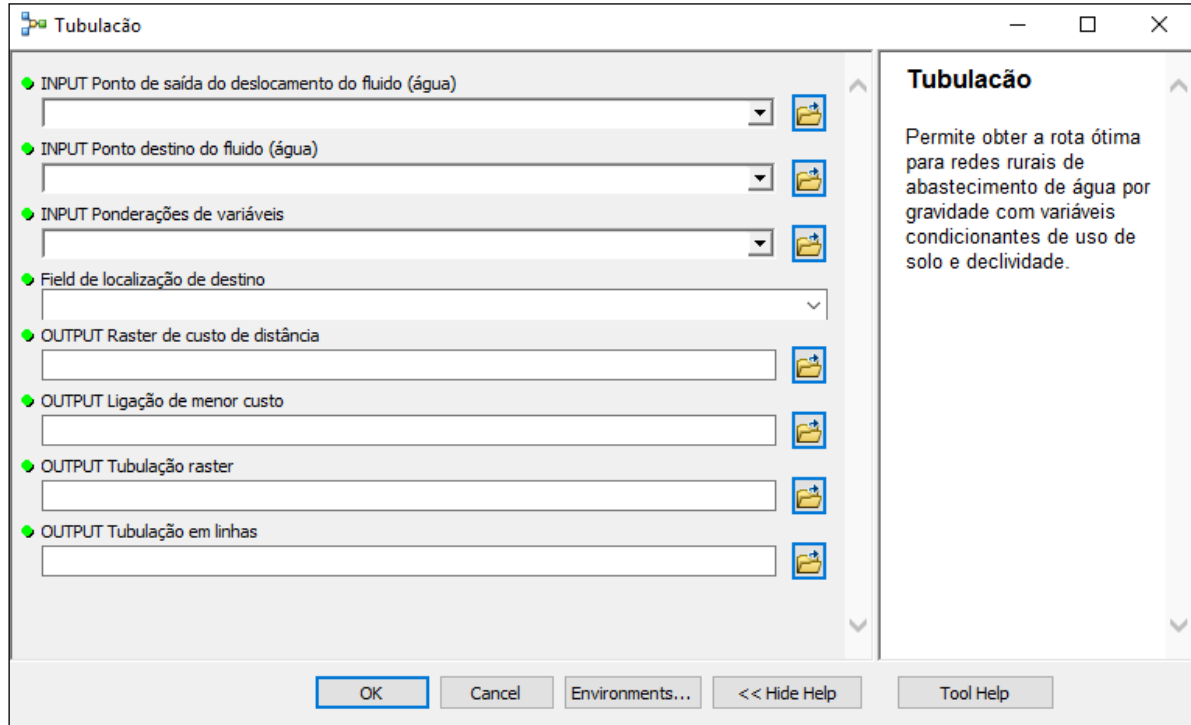 Tubulacão
INPUT Ponto de saída do deslocamento do fluido (água)
INPUT Ponto destino do fluido (água)
INPUT Ponderações de variáveis
Field de localização de destino
OUTPUT Raster de custo de distância
OUTPUT Ligação de menor custo
OUTPUT Tubulação raster
OUTPUT Tubulação em linhas
Tubulacão
Permite obter a rota ótima
para redes rurais de
abastecimento de água por
gravidade com variáveis
condicionantes de uso de
solo e declividade.
OK
Cancel
Environments...
<< Hide Help
Tool Help